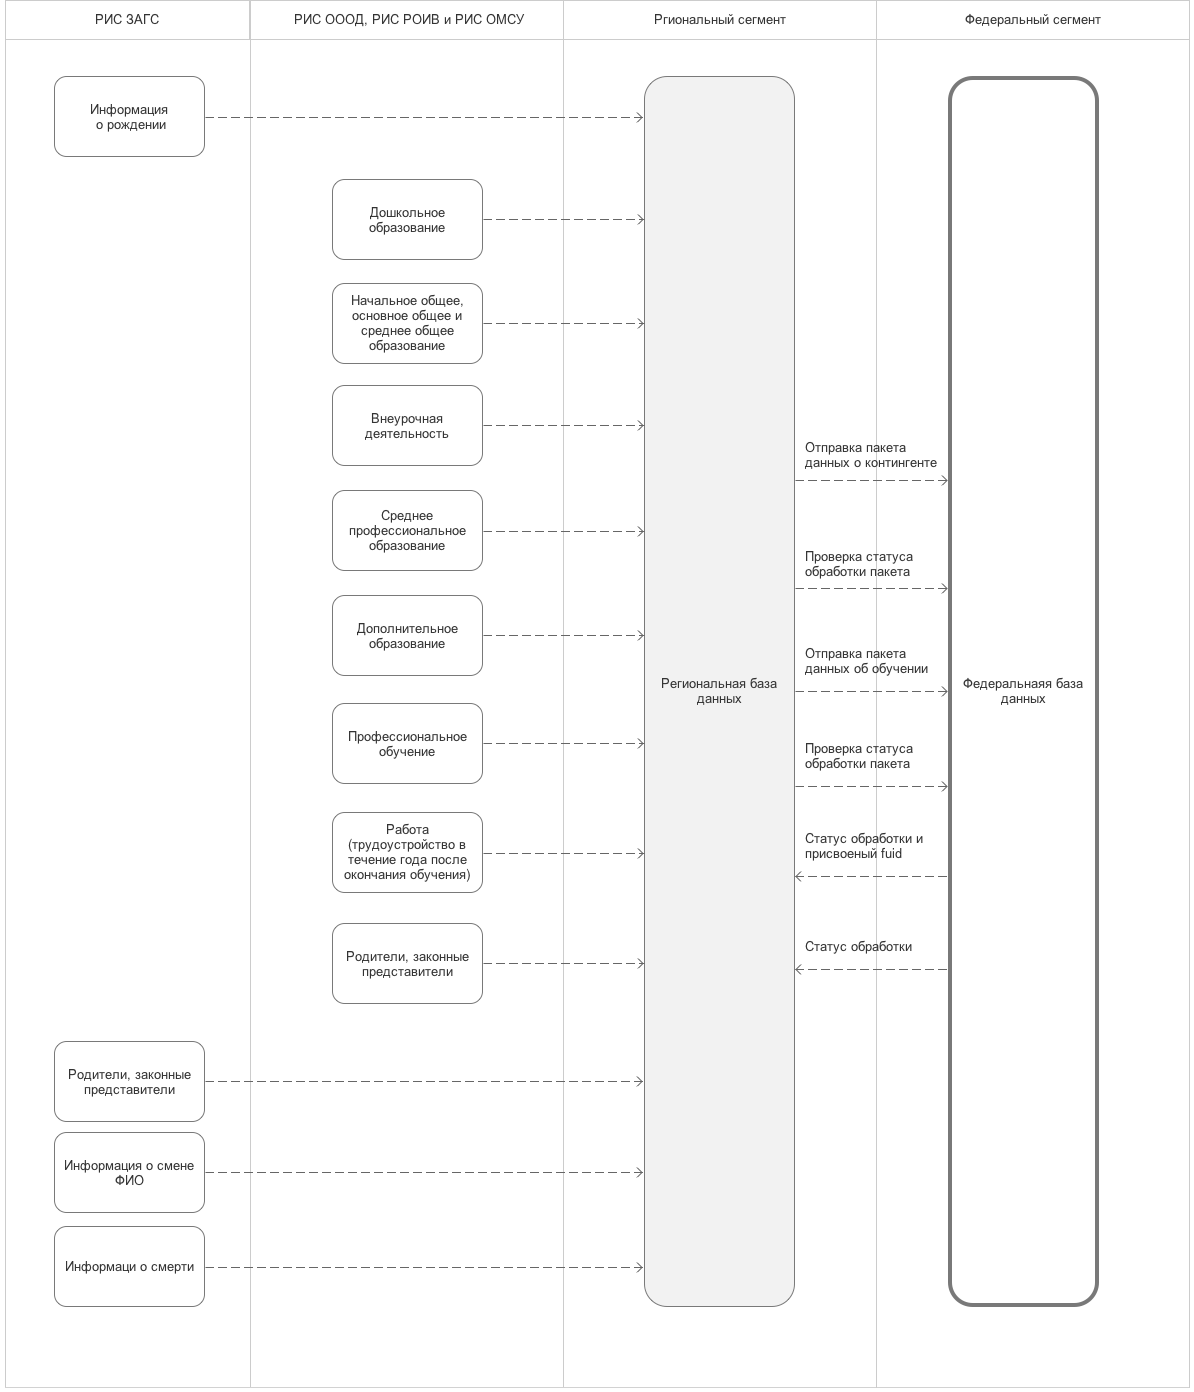 РИС ЗАГС
РИС ОООД, РИС РОИВ и РИС ОМСУ
Ргиональный сегмент
Федеральный сегмент
Информация
о рождении
Дошкольное
образование
Начальное общее,
основное общее и
среднее общее
образование
Внеурочная
деятельность
Среднее
профессиональное
образование
Дополнительное
образование
Профессиональное
обучение
Работа
(трудоустройство в
течение года после
окончания обучения)
Родители, законные
представители
Родители, законные
представители
Информация о смене
ФИО
Информаци о смерти
Региональная база
данных
Отправка пакета
данных о контингенте
Проверка статуса
обработки пакета
Отправка пакета
данных об обучении
Проверка статуса
обработки пакета
Статус обработки и
присвоеный fuid
Статус обработки
Федеральнаяя база
данных